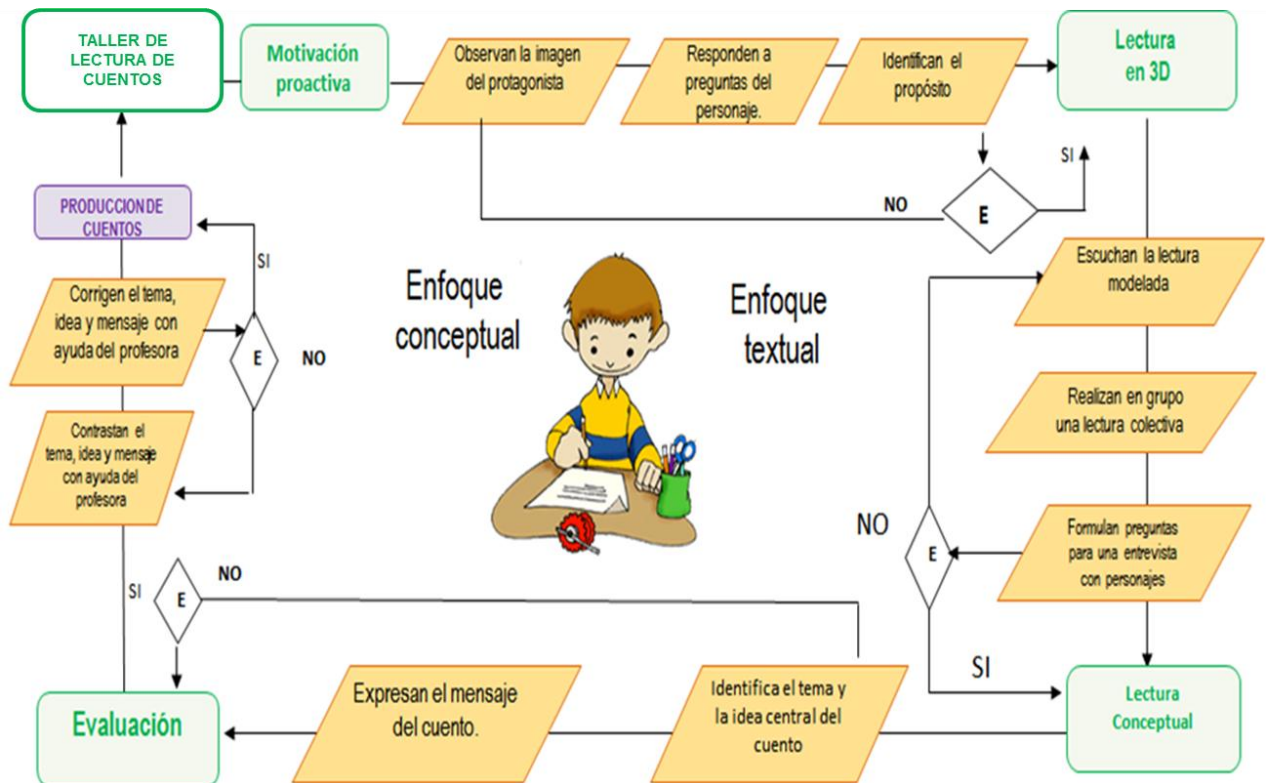 TALLER DE
LECTURA DE
CUENTOS
Motivación
proactiva
Observan la imagen
del protagonista
Responden a
preguntas del
personaje.
Identifican el
propósito
Lectura
en 3D
SI
NO
E
PRODUCCION DE
CUENTOS
SI
Corrigen el tema,
idea y mensaje con
ayuda del profesora
E
NO
Contrastan el
tema, idea y mensaje
con ayuda del
profesora
Enfoque
conceptual
Enfoque
textual
Escuchan la lectura
modelada
Realizan en grupo
una lectura colectiva
NO
E
Formulan preguntas
para una entrevista
con personajes
SI
Lectura
Conceptual
SI
E
NO
Identifica el tema y
la idea central del
cuento
Expresan el mensaje
del cuento.
Evaluación